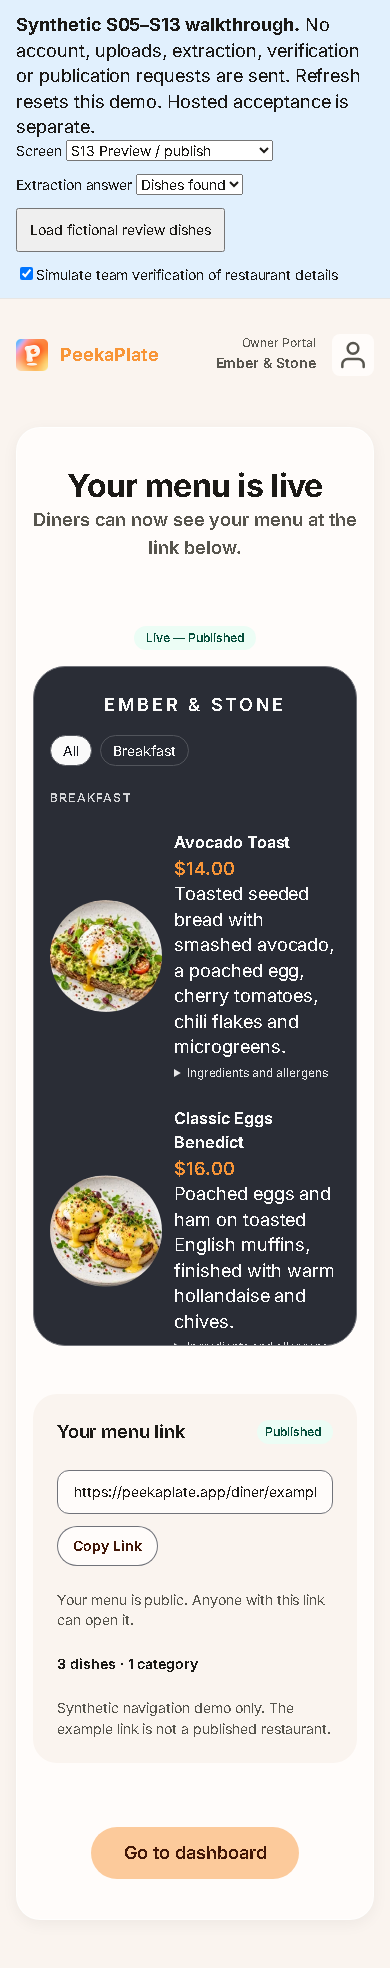 Synthetic S05–S13 walkthrough. No
account, uploads, extraction, verification
or publication requests are sent. Refresh
resets this demo. Hosted acceptance is
separate.
Screen S13 Preview / publish
Extraction answer Dishes found
Load fictional review dishes
Simulate team verification of restaurant details
PeekaPlate
Owner Portal
Ember & Stone
Your menu is live
Diners can now see your menu at the
link below.
Live — Published
EMBER & STONE
All
Breakfast
BREAKFAST
Avocado Toast
$14.00
Toasted seeded
bread with
smashed avocado,
a poached egg,
cherry tomatoes,
chili flakes and
microgreens.
Ingredients and allergens
Classic Eggs
Benedict
$16.00
Poached eggs and
ham on toasted
English muffins,
finished with warm
hollandaise and
chives.
Your menu link
Published
https://peekaplate.app/diner/exampl
Copy Link
Your menu is public. Anyone with this link
can open it.
3 dishes · 1 category
Synthetic navigation demo only. The
example link is not a published restaurant.
Go to dashboard